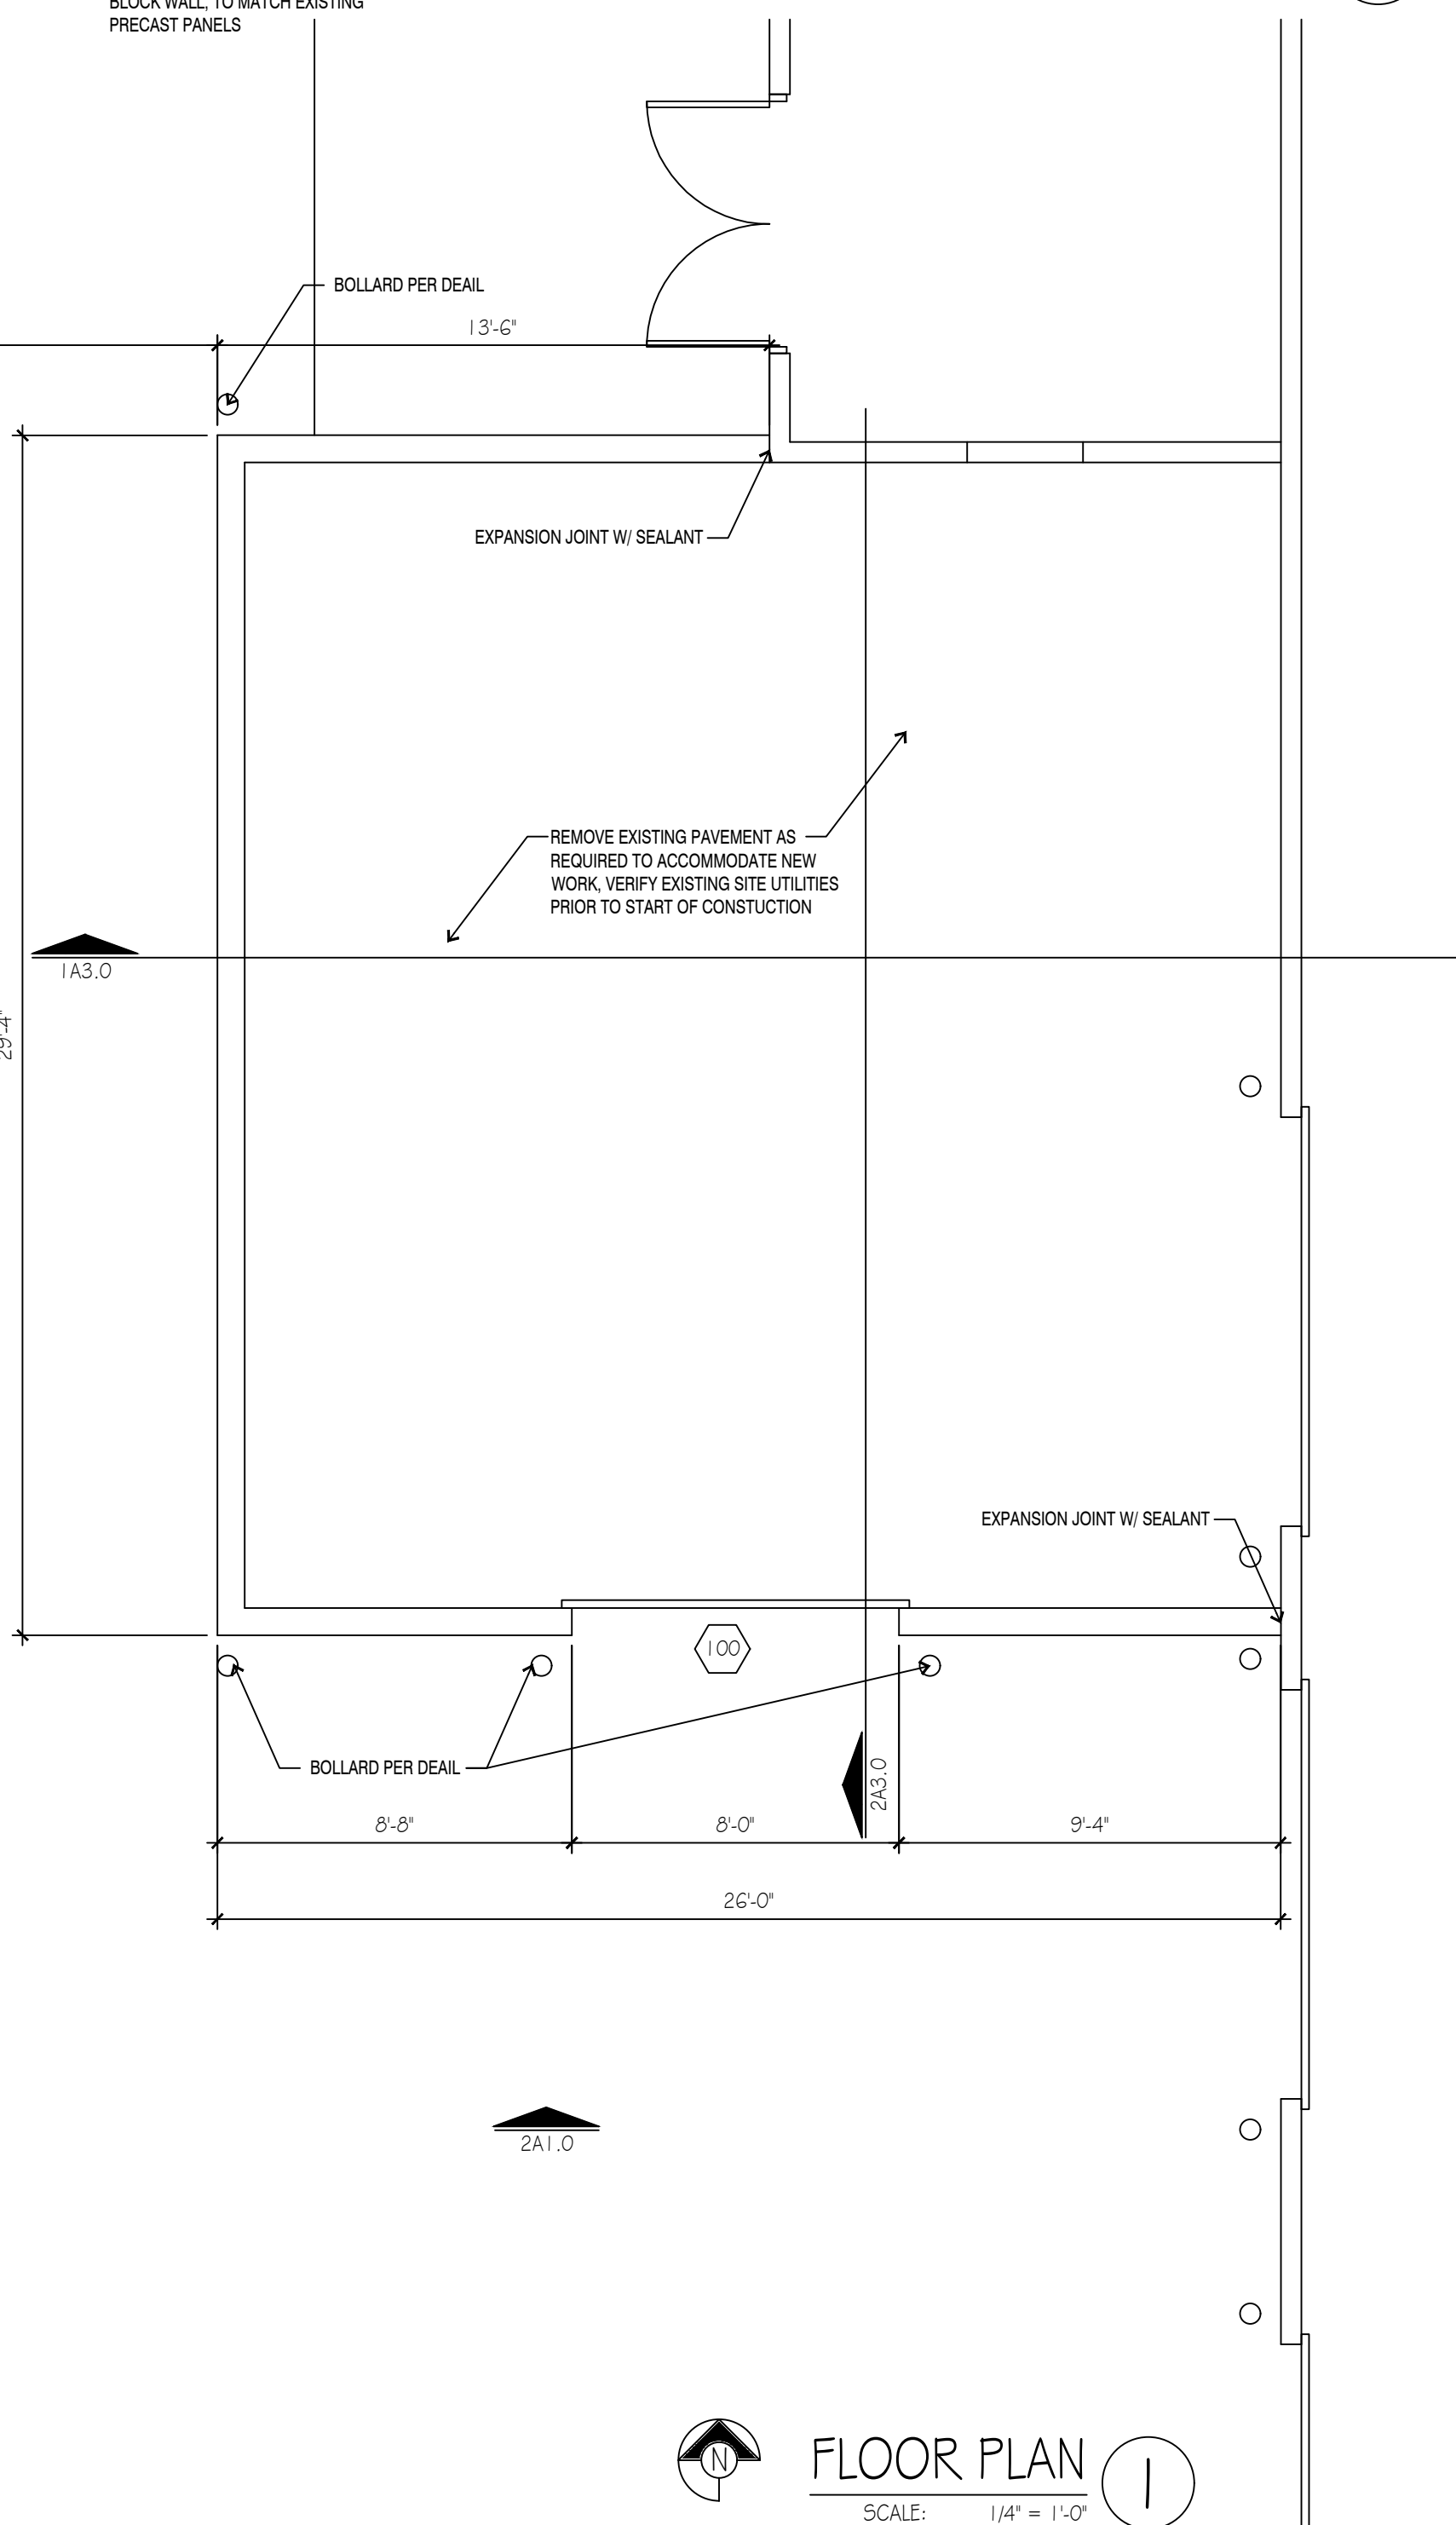 BLOCK WALL, TO MATCH EXISTING
PRECAST PANELS
BOLLARD PER DEAIL
13'-6"
EXPANSION JOINT W/ SEALANT
REMOVE EXISTING PAVEMENT AS
REQUIRED TO ACCOMMODATE NEW
WORK, VERIFY EXISTING SITE UTILITIES
PRIOR TO START OF CONSTUCTION
1A3.0
29'-4"
EXPANSION JOINT W/ SEALANT
100
BOLLARD PER DEAIL
2A3.0
8'-8"
8'-0"
9'-4"
26'-0"
2A1.0
N
FLOOR PLAN
1
SCALE: 1/4" = 1'-0"